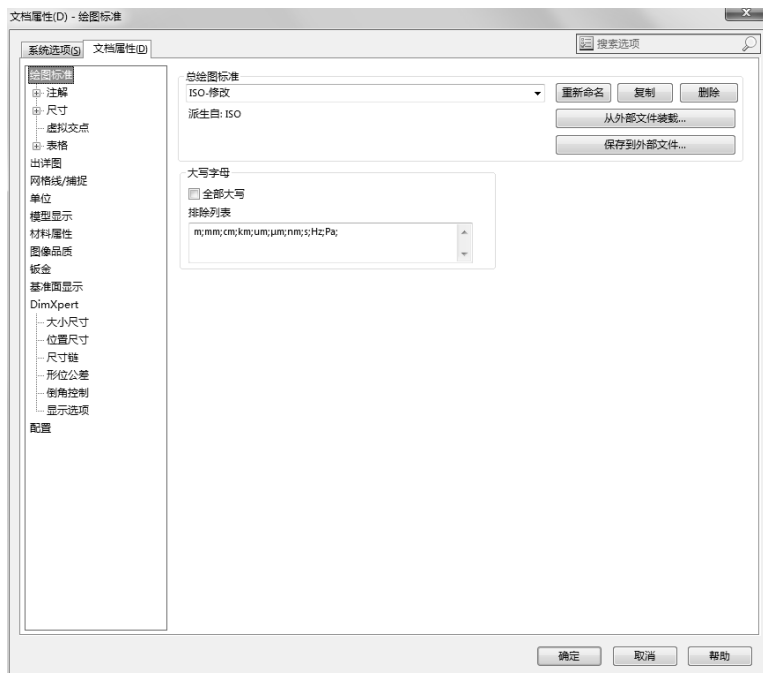 文档属性(D) - 绘图标准
系统选项(S) 文档属性(D)
搜索选项
绘图标准
注解
尺寸
虚拟交点
表格
出详图
网格线/捕捉
单位
模型显示
材料属性
图像品质
钣金
基准面显示
DimXpert
大小尺寸
位置尺寸
尺寸链
形位公差
倒角控制
显示选项
配置
总绘图标准
ISO-修改
重新命名 复制 删除
派生自: ISO
从外部文件装载...
保存到外部文件...
大写字母
全部大写
排除列表
m;mm;cm;km;um;µm;nm;s;Hz;Pa;
确定 取消 帮助